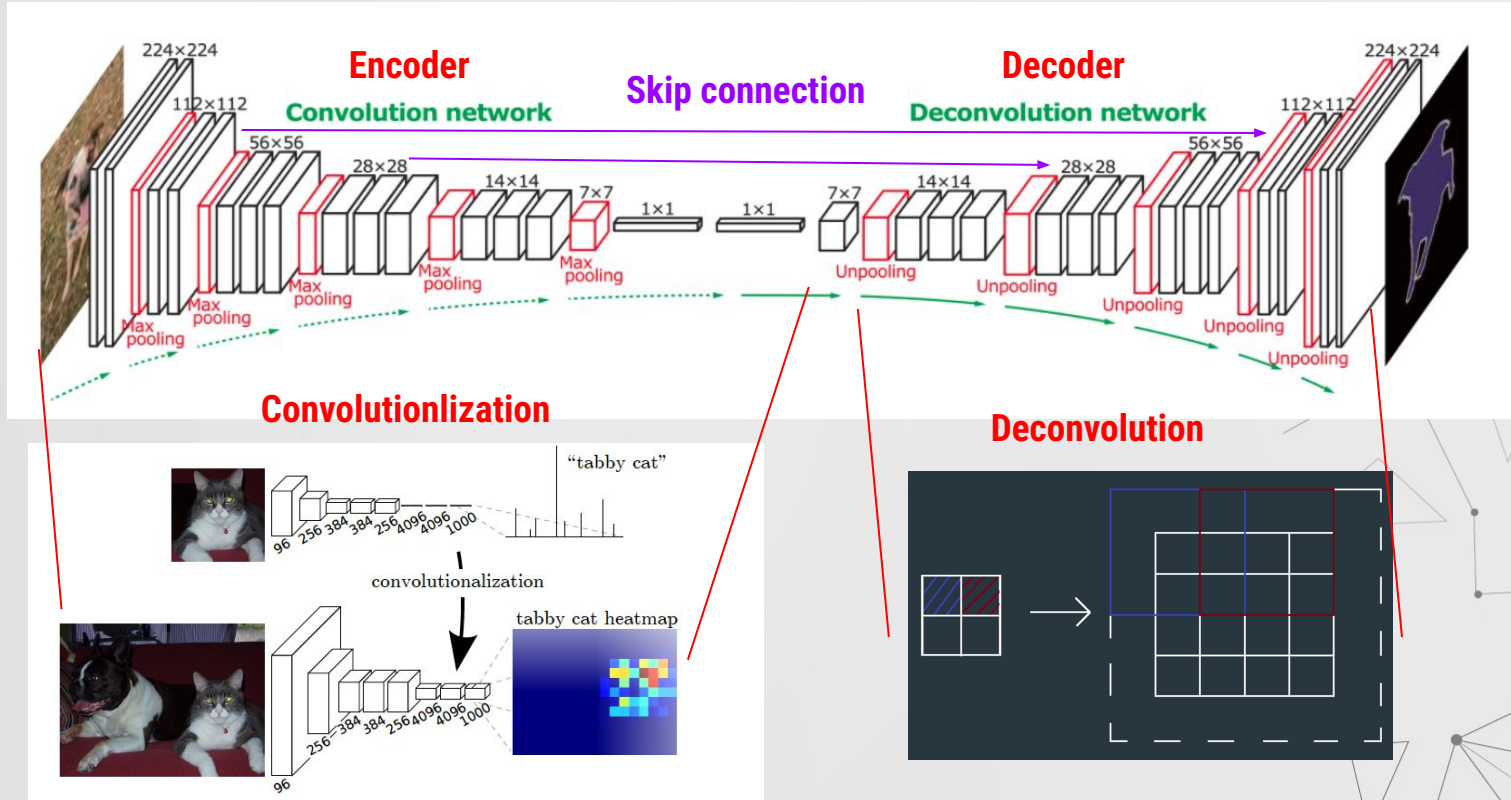 Encoder
Decoder
Skip connection
Convolution network
Deconvolution network
224×224
112×112
56×56
28×28
14×14
7×7
1×1
1×1
7×7
14×14
28×28
56×56
112×112
224×224
Max
pooling
Max
pooling
Max
pooling
Max
pooling
Max
pooling
Unpooling
Unpooling
Unpooling
Unpooling
Unpooling
Convolutionlization
“tabby cat”
96
256
384
384
256
4096
4096
1000
convolutionalization
tabby cat heatmap
96
256
384
384
256
4096
4096
1000
Deconvolution